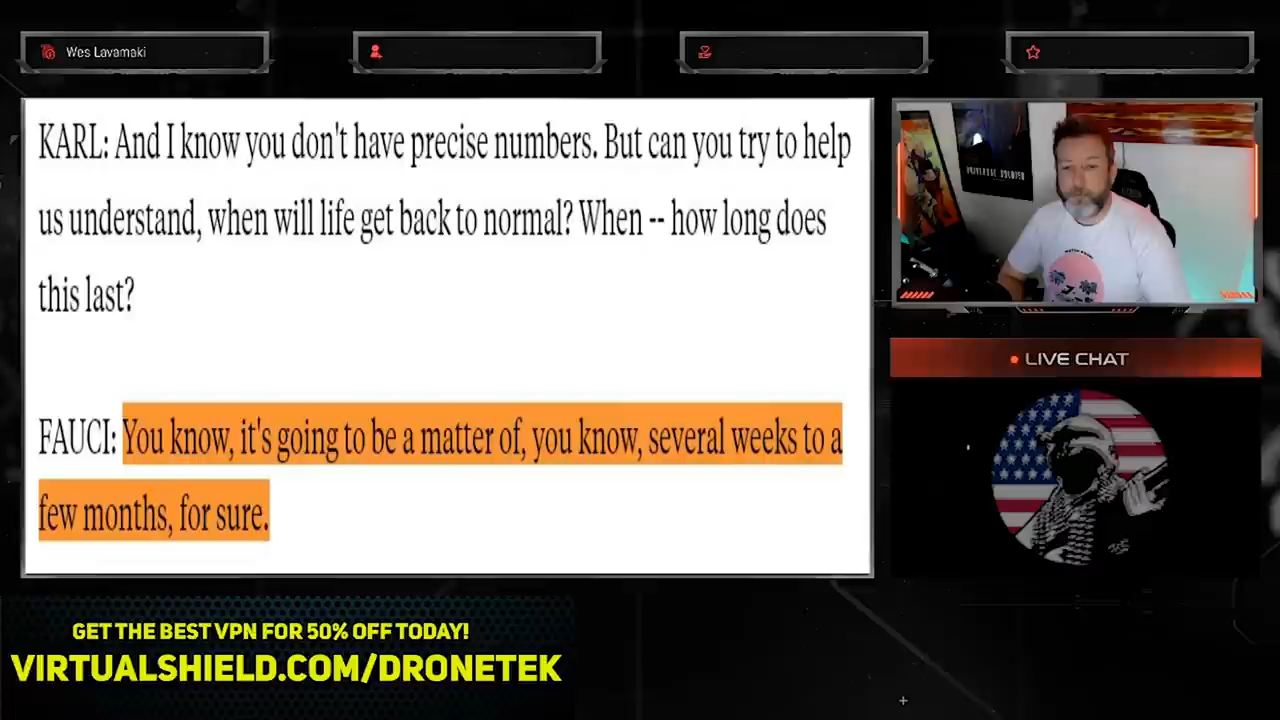 Wes Lavamaki
KARL: And I know you don't have precise numbers. But can you try to help
us understand, when will life get back to normal? When -- how long does
this last?
FAUCI: You know, it's going to be a matter of, you know, several weeks to a
few months, for sure.
UNIVERSAL SOLDIER
LIVE CHAT
GET THE BEST VPN FOR 50% OFF TODAY!
VIRTUALSHIELD.COM/DRONETEK